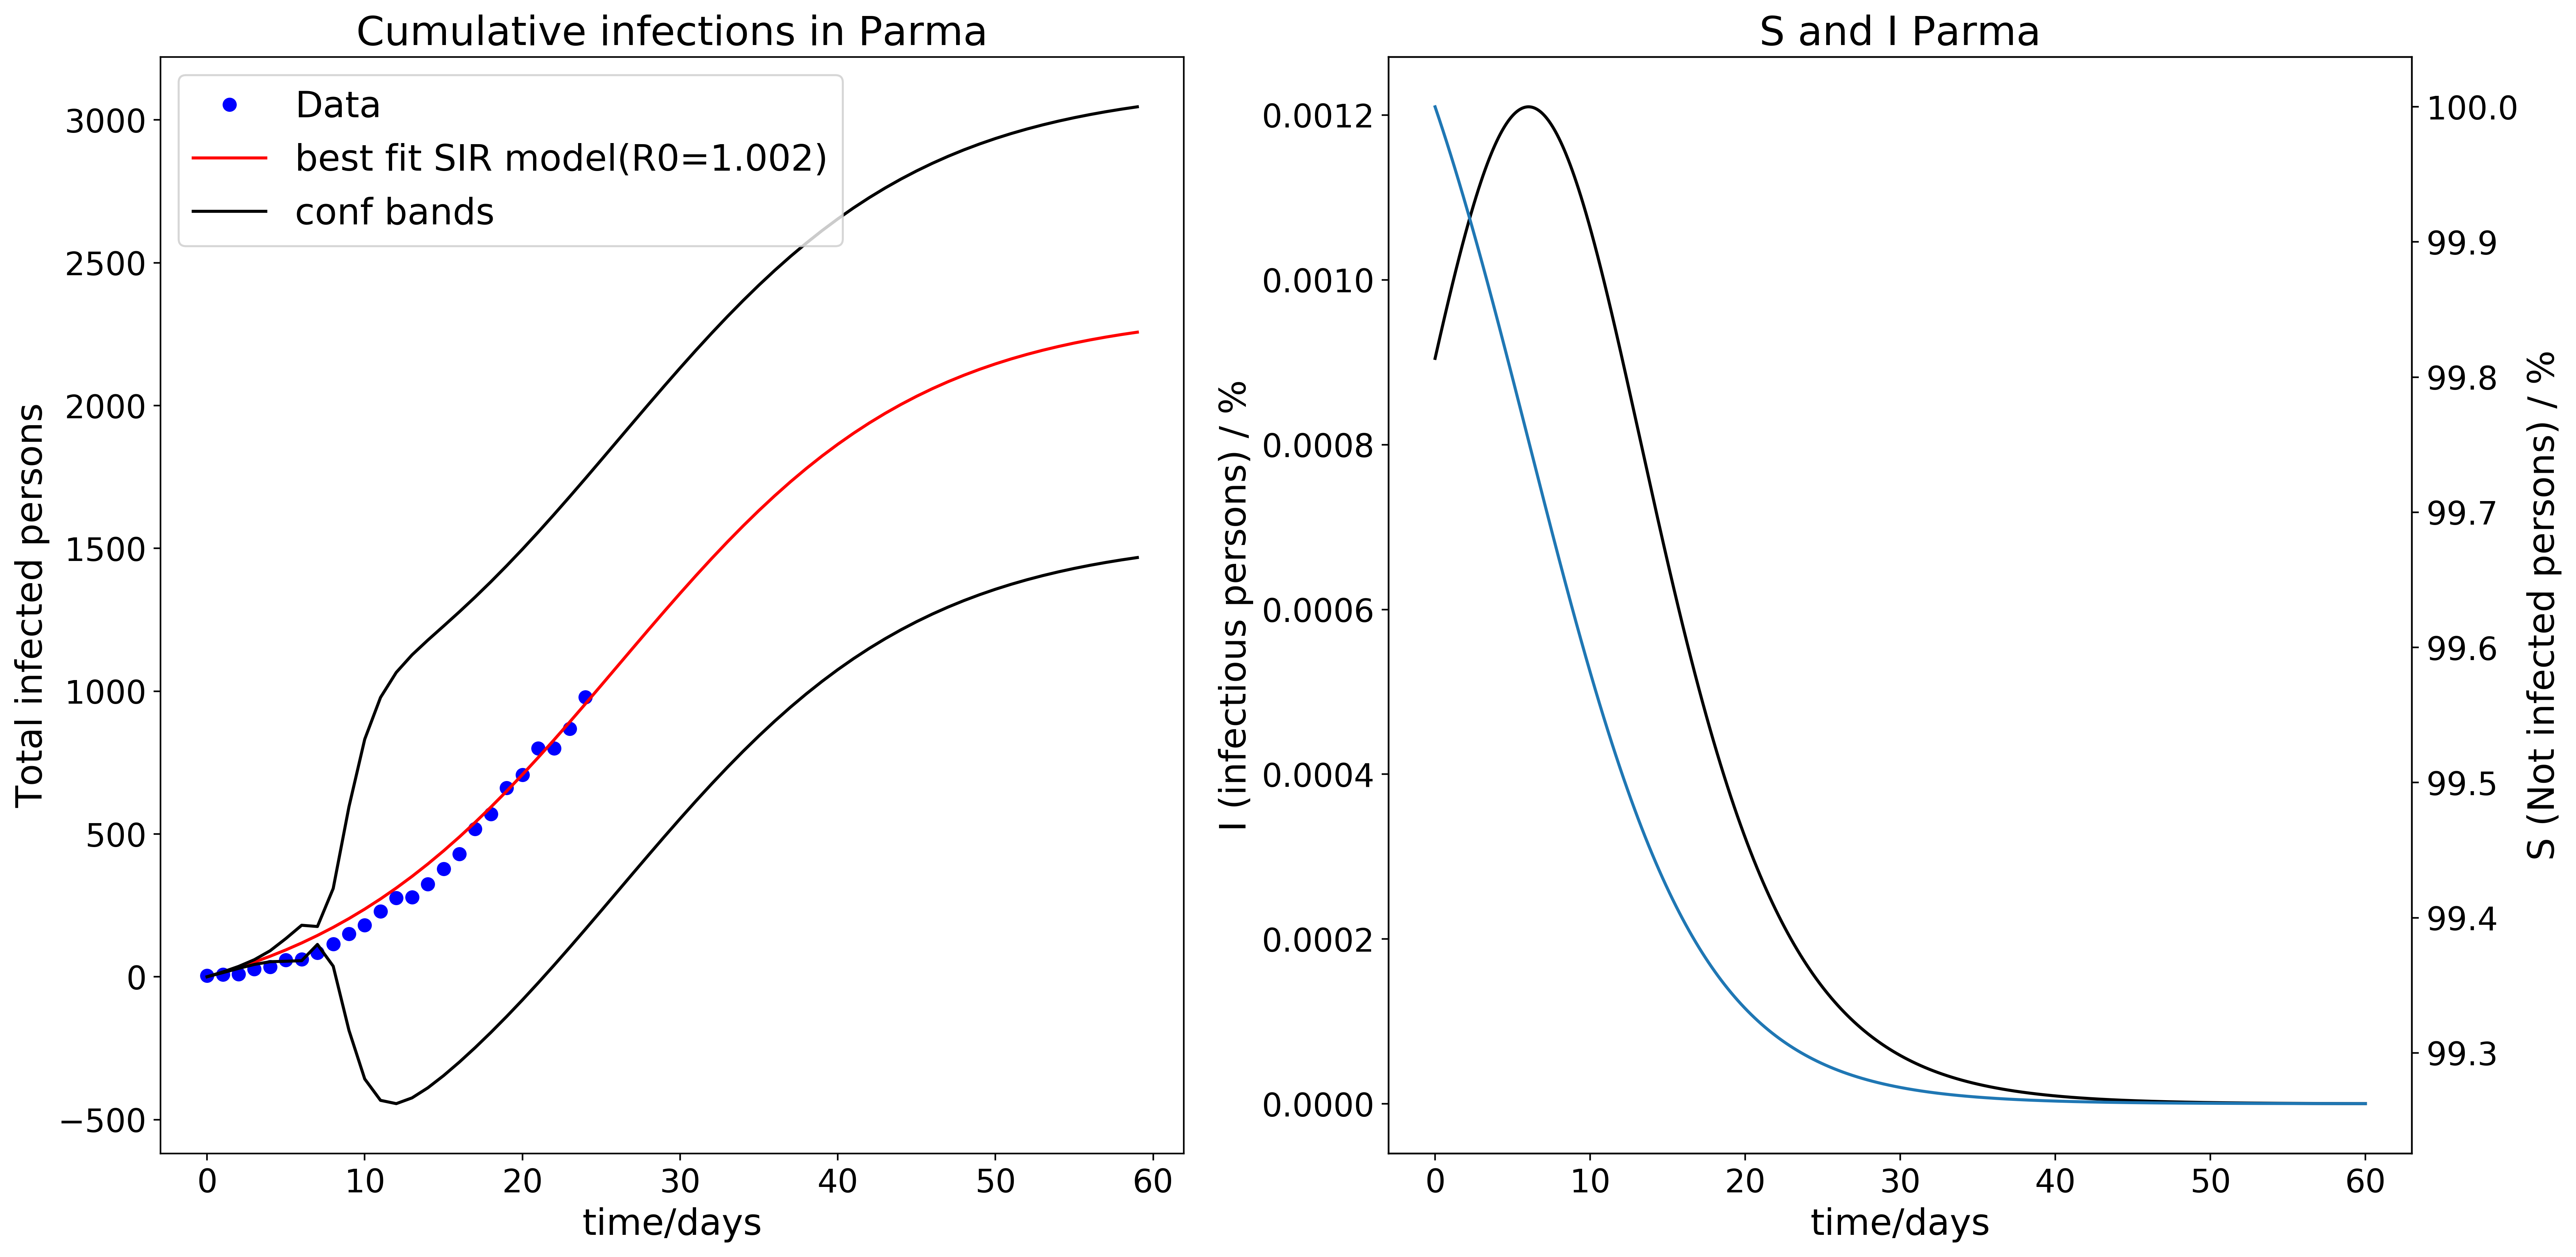 Cumulative infections in Parma
Data
best fit SIR model(R0=1.002)
conf bands
3000
2500
2000
1500
1000
500
0
−500
Total infected persons
0 10 20 30 40 50 60
time/days
S and I Parma
0.0012
0.0010
0.0008
0.0006
0.0004
0.0002
0.0000
I (infectious persons) / %
100.0
99.9
99.8
99.7
99.6
99.5
99.4
99.3
S (Not infected persons) / %
0 10 20 30 40 50 60
time/days